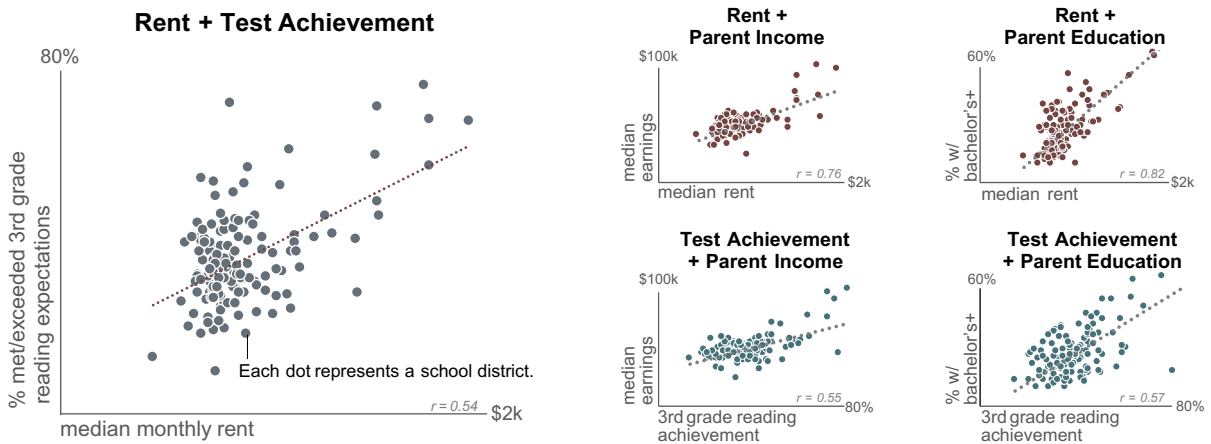 Rent + Test Achievement
80%
% met/exceeded 3rd grade
reading expectations
Each dot represents a school district.
r = 0.54
$2k
median monthly rent
Rent +
Parent Income
$100k
median
earnings
r = 0.76
$2k
median rent
Rent +
Parent Education
60%
% w/
bachelor's+
r = 0.82
$2k
median rent
Test Achievement
+ Parent Income
$100k
median
earnings
r = 0.55
80%
3rd grade reading
achievement
Test Achievement
+ Parent Education
60%
% w/
bachelor's+
r = 0.57
80%
3rd grade reading
achievement